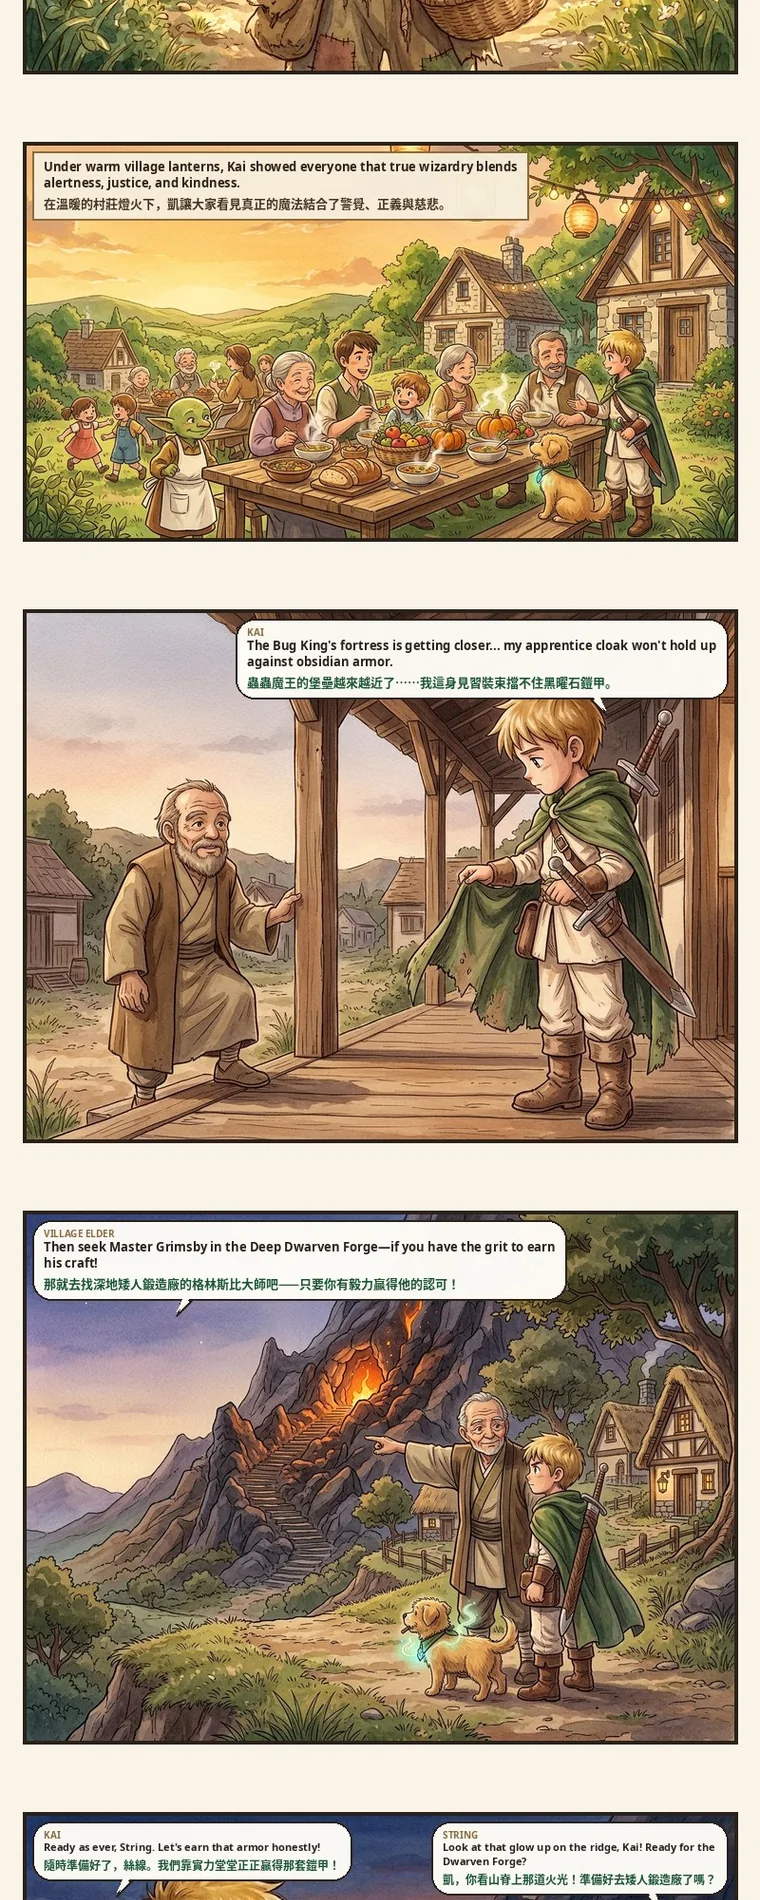 Under warm village lanterns, Kai showed everyone that true wizardry blends
alertness, justice, and kindness.
在溫暖的村莊燈火下，凱讓大家看見真正的魔法結合了警覺、正義與慈悲。
KAI
The Bug King's fortress is getting closer... my apprentice cloak won't hold up
against obsidian armor.
蟲蟲魔王的堡壘越來越近了⋯⋯我這身見習裝束擋不住黑曜石鎧甲。
VILLAGE ELDER
Then seek Master Grimsby in the Deep Dwarven Forge—if you have the grit to earn
his craft!
那就去找深地矮人鍛造廠的格林斯比大師吧——只要你有毅力贏得他的認可！
KAI
Ready as ever, String. Let's earn that armor honestly!
隨時準備好了，絲線。我們靠實力堂堂正正贏得那套鎧甲！
STRING
Look at that glow up on the ridge, Kai! Ready for the
Dwarven Forge?
凱，你看山脊上那道火光！準備好去矮人鍛造廠了嗎？